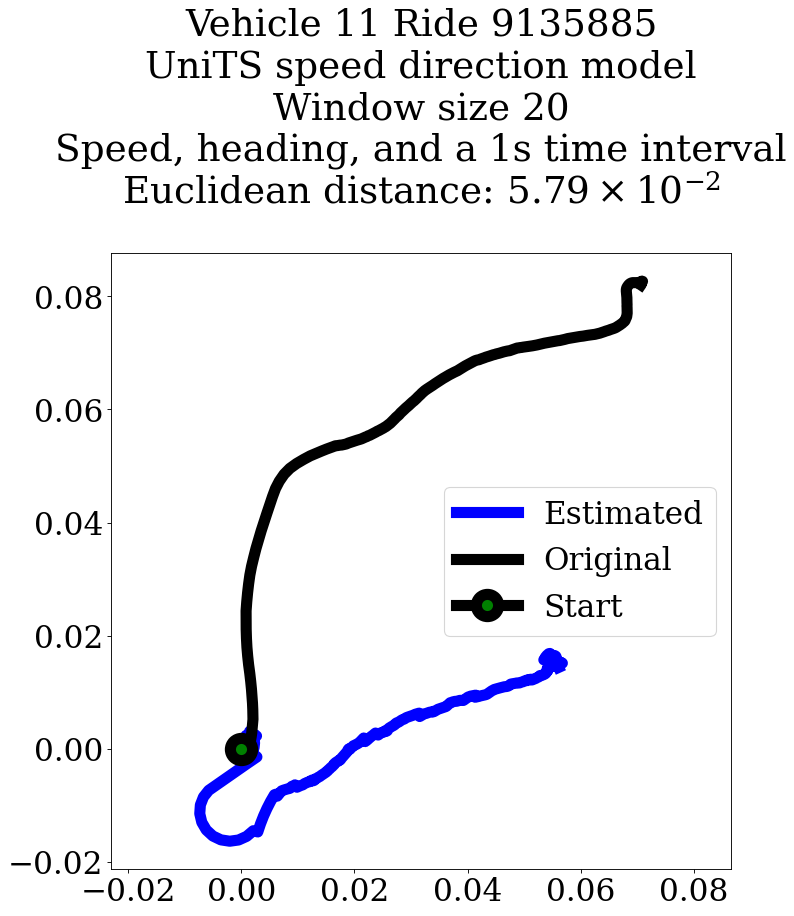 Vehicle 11 Ride 9135885
UniTS speed direction model
Window size 20
Speed, heading, and a 1s time interval
Euclidean distance: 5.79 × 10⁻²
0.08
0.06
0.04
Estimated
Original
Start
0.02
0.00
−0.02
−0.02 0.00 0.02 0.04 0.06 0.08